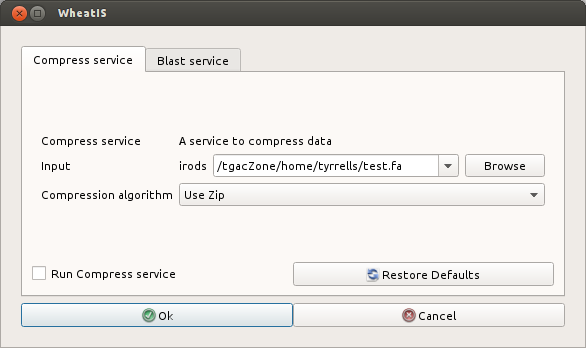 WheatIS
Compress service Blast service
Compress service A service to compress data
Input irods /tgacZone/home/tyrrells/test.fa Browse
Compression algorithm Use Zip
Run Compress service Restore Defaults
Ok Cancel